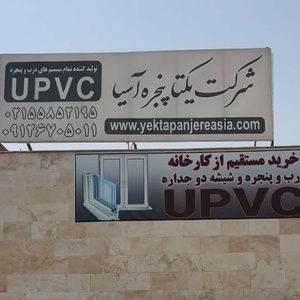 تولید کننده تمام سیستم های درب و پنجره
UPVC
شرکت یکتا پنجره آسیا
۰۲۱۵۵۸۵۲۱۹۵
۰۹۱۲۶۷۰۵۰۱۱
www.yektapanjereasia.com
خرید مستقیم از کارخانه
درب و پنجره و شیشه دو جداره
UPVC